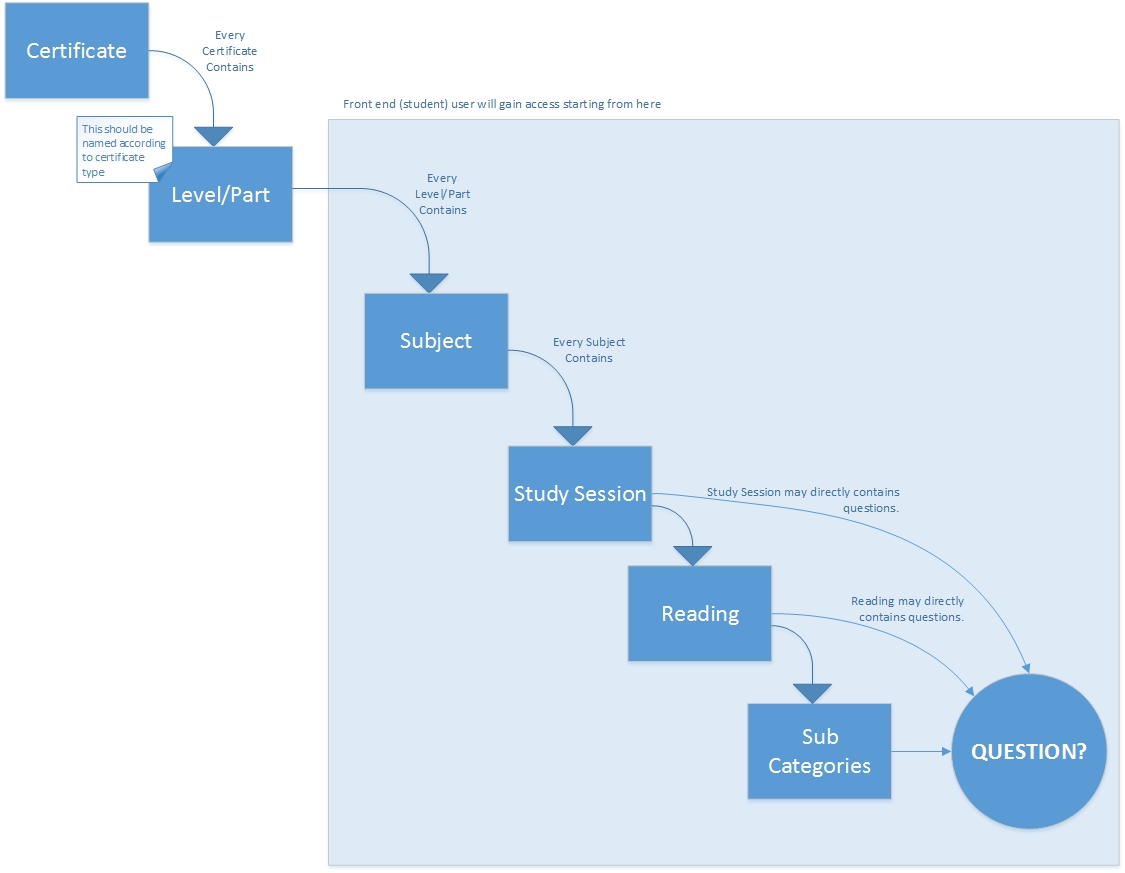 Certificate
Every
Certificate
Contains
Front end (student) user will gain access starting from here
This should be
named according
to certificate
type
Level/Part
Every
Level/Part
Contains
Subject
Every Subject
Contains
Study Session
Study Session may directly contains
questions.
Reading
Reading may directly
contains questions.
Sub
Categories
QUESTION?